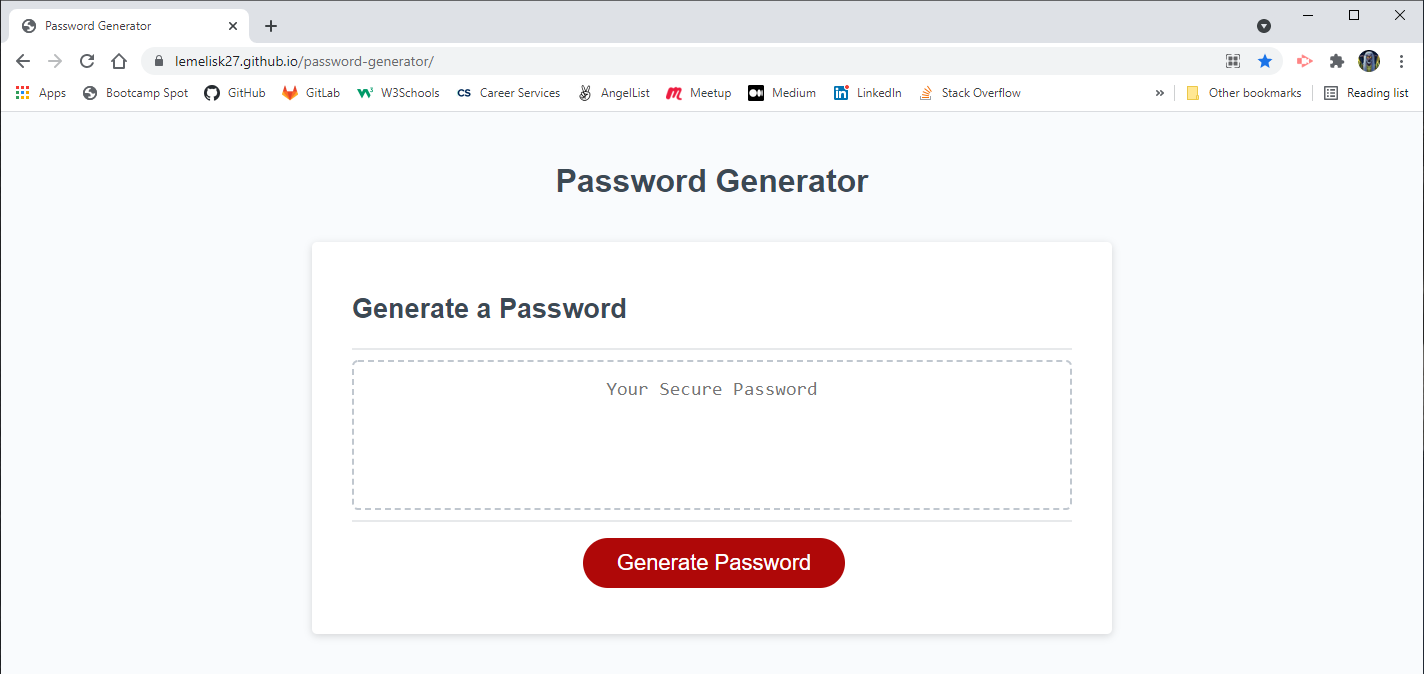 Password Generator
lemelisk27.github.io/password-generator/
Apps Bootcamp Spot GitHub GitLab W3Schools CS Career Services AngelList Meetup Medium LinkedIn Stack Overflow » Other bookmarks Reading list
Password Generator
Generate a Password
Your Secure Password
Generate Password